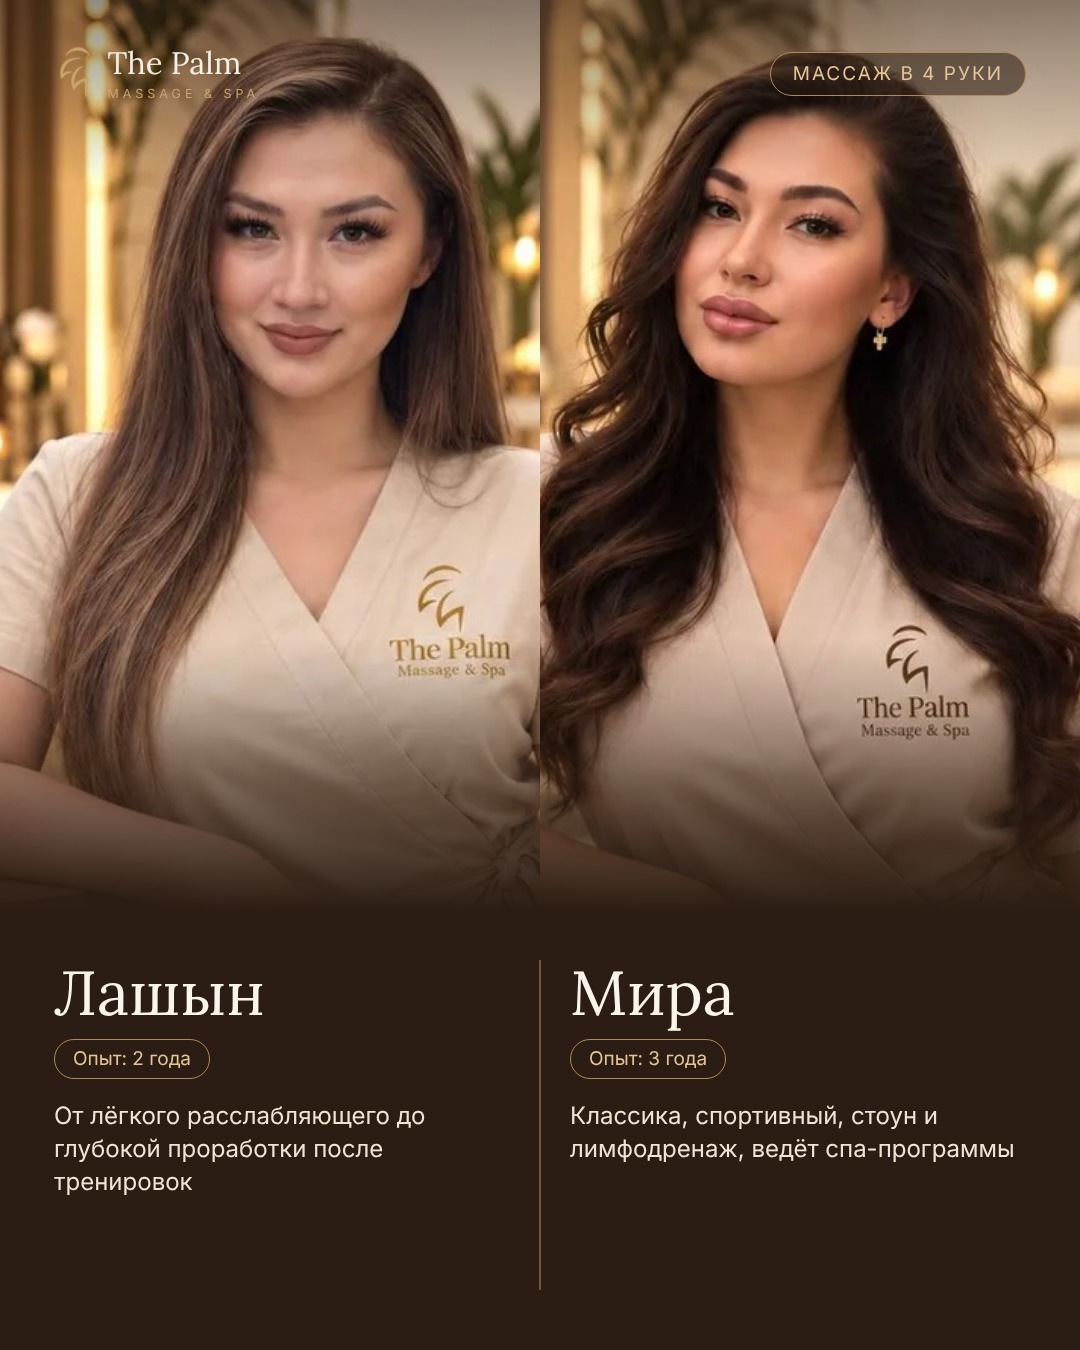 The Palm
MASSAGE & SPA
МАССАЖ В 4 РУКИ
The Palm
Massage & Spa
The Palm
Massage & Spa
Лашын
Опыт: 2 года
От лёгкого расслабляющего до
глубокой проработки после
тренировок
Мира
Опыт: 3 года
Классика, спортивный, стоун и
лимфодренаж, ведёт спа-программы